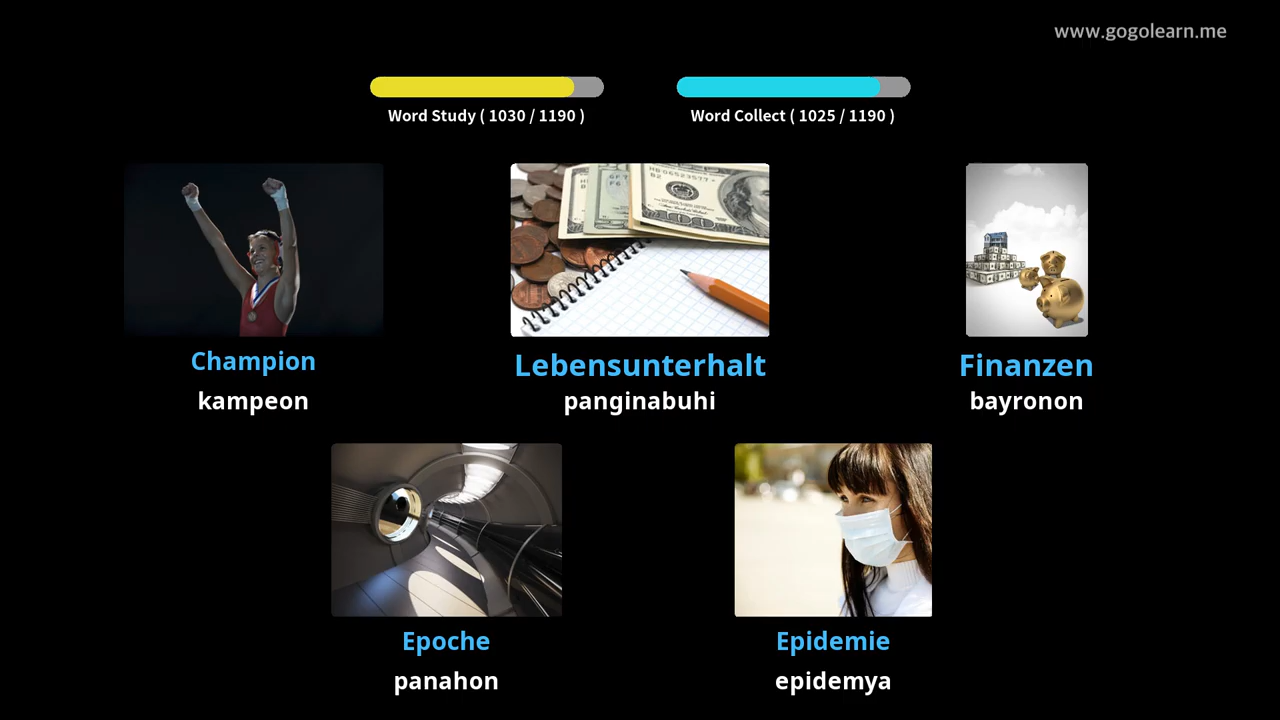 www.gogolearn.me
Word Study ( 1030 / 1190 )
Word Collect ( 1025 / 1190 )
Champion
kampeon
Lebensunterhalt
panginabuhi
Finanzen
bayronon
Epoche
panahon
Epidemie
epidemya